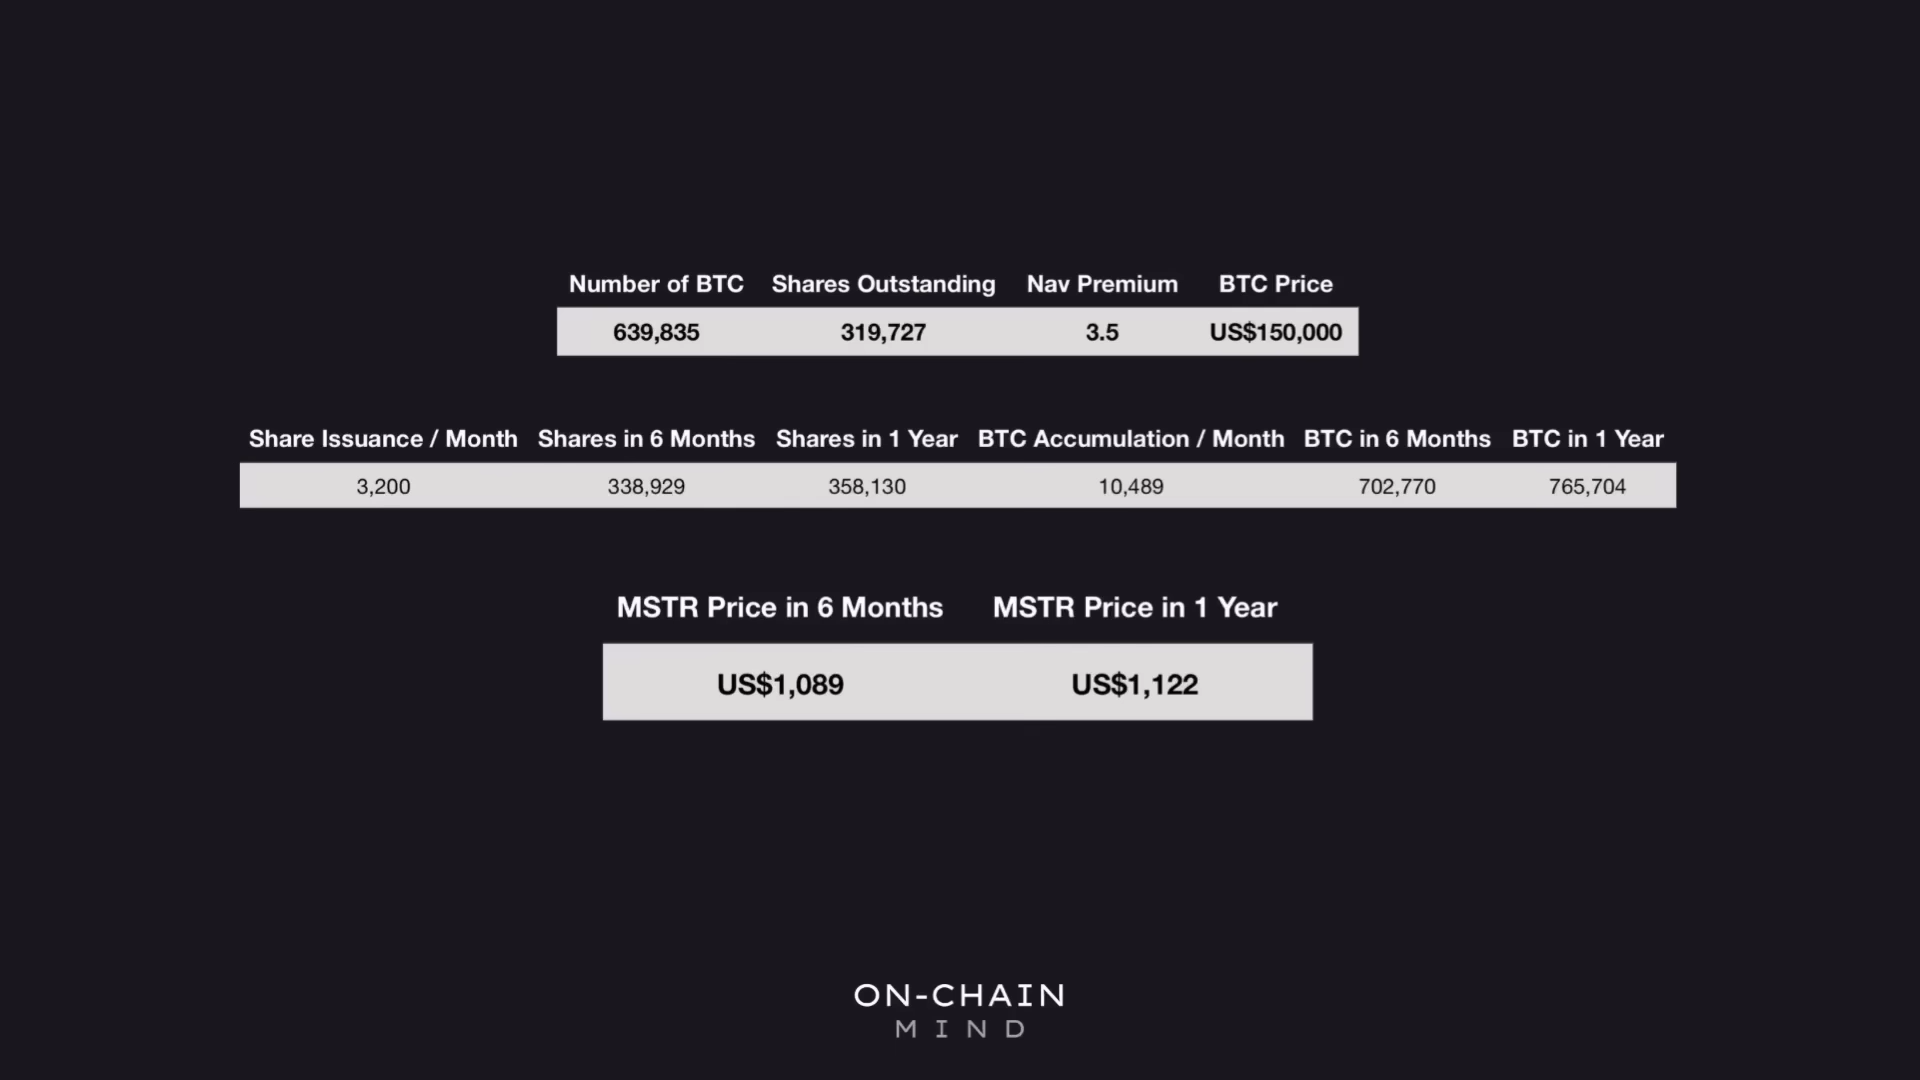 Number of BTC Shares Outstanding Nav Premium BTC Price
639,835 319,727 3.5 US$150,000
Share Issuance / Month Shares in 6 Months Shares in 1 Year BTC Accumulation / Month BTC in 6 Months BTC in 1 Year
3,200 338,929 358,130 10,489 702,770 765,704
MSTR Price in 6 Months MSTR Price in 1 Year
US$1,089 US$1,122
ON-CHAIN
MIND